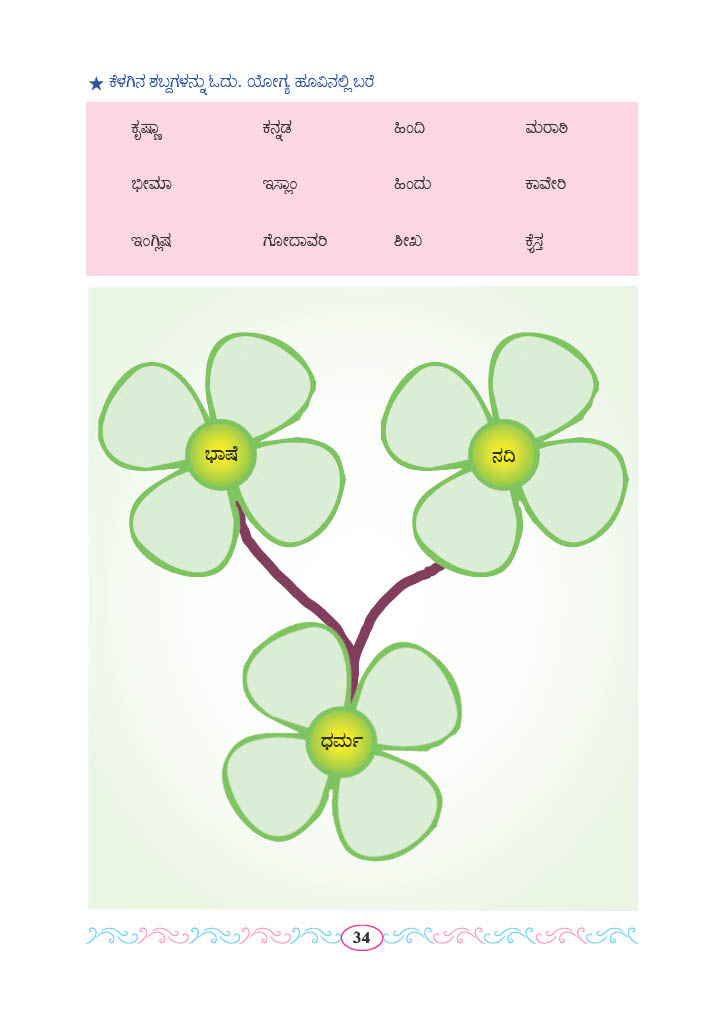 ★ ಕೆಳಗಿನ ಶಬ್ದಗಳನ್ನು ಓದು. ಯೋಗ್ಯ ಹೂವಿನಲ್ಲಿ ಬರೆ
ಕೃಷ್ಣಾ ಕನ್ನಡ ಹಿಂದಿ ಮರಾಠಿ
ಭೀಮಾ ಇಸ್ಲಾಂ ಹಿಂದು ಕಾವೇರಿ
ಇಂಗ್ಲಿಷ ಗೋದಾವರಿ ಶೀಖ ಕ್ರೈಸ್ತ
ಭಾಷೆ ನದಿ
ಧರ್ಮ
34